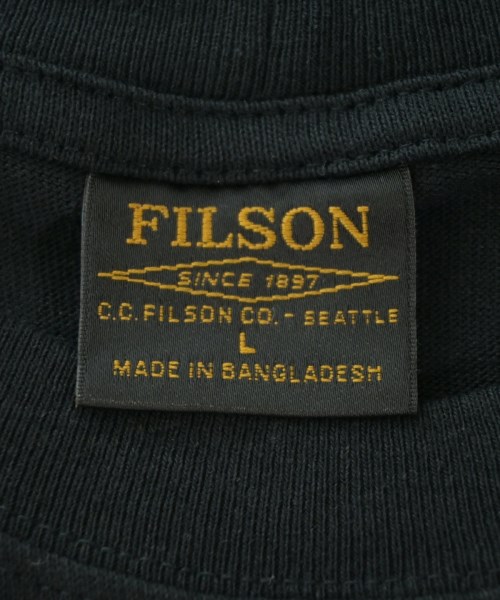 FILSON
SINCE 1897
C.C. FILSON CO. - SEATTLE
L
MADE IN BANGLADESH